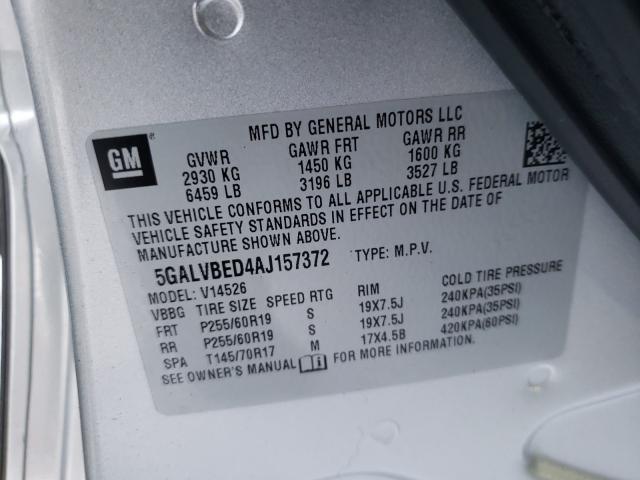 MFD BY GENERAL MOTORS LLC
GM
GVWR GAWR FRT GAWR RR
2930 KG 1450 KG 1600 KG
6459 LB 3196 LB 3527 LB
THIS VEHICLE CONFORMS TO ALL APPLICABLE U.S. FEDERAL MOTOR
VEHICLE SAFETY STANDARDS IN EFFECT ON THE DATE OF
MANUFACTURE SHOWN ABOVE.
5GALVBED4AJ157372 TYPE: M.P.V.
MODEL: V14526
VBBG TIRE SIZE SPEED RTG RIM COLD TIRE PRESSURE
FRT P255/60R19 S 19X7.5J 240KPA(35PSI)
RR P255/60R19 S 19X7.5J 240KPA(35PSI)
SPA T145/70R17 M 17X4.5B 420KPA(60PSI)
SEE OWNER'S MANUAL i FOR MORE INFORMATION.